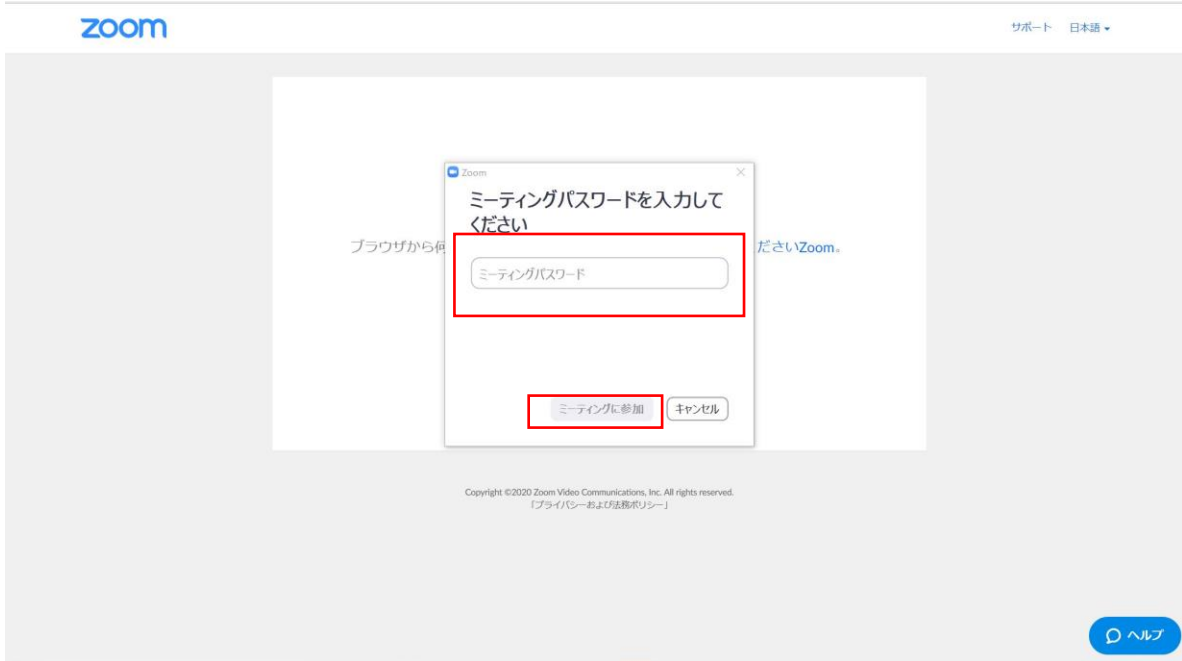 zoom
サポート 日本語
Zoom
ミーティングパスワードを入力して
ください
ブラウザから何 ださいZoom。
ミーティングパスワード
ミーティングに参加 キャンセル
Copyright ©2020 Zoom Video Communications, Inc. All rights reserved.
「プライバシーおよび法務ポリシー」
ヘルプ